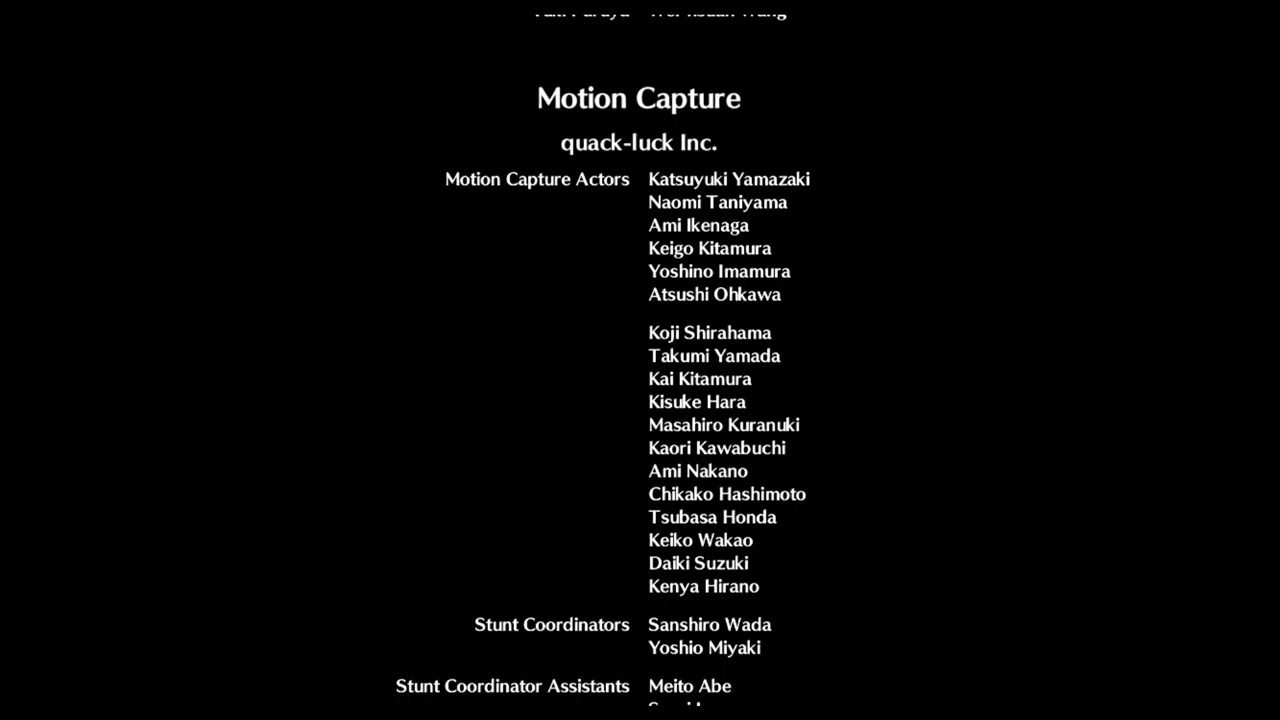 Motion Capture
quack-luck Inc.
Motion Capture Actors Katsuyuki Yamazaki
Naomi Taniyama
Ami Ikenaga
Keigo Kitamura
Yoshino Imamura
Atsushi Ohkawa
Koji Shirahama
Takumi Yamada
Kai Kitamura
Kisuke Hara
Masahiro Kuranuki
Kaori Kawabuchi
Ami Nakano
Chikako Hashimoto
Tsubasa Honda
Keiko Wakao
Daiki Suzuki
Kenya Hirano
Stunt Coordinators Sanshiro Wada
Yoshio Miyaki
Stunt Coordinator Assistants Meito Abe